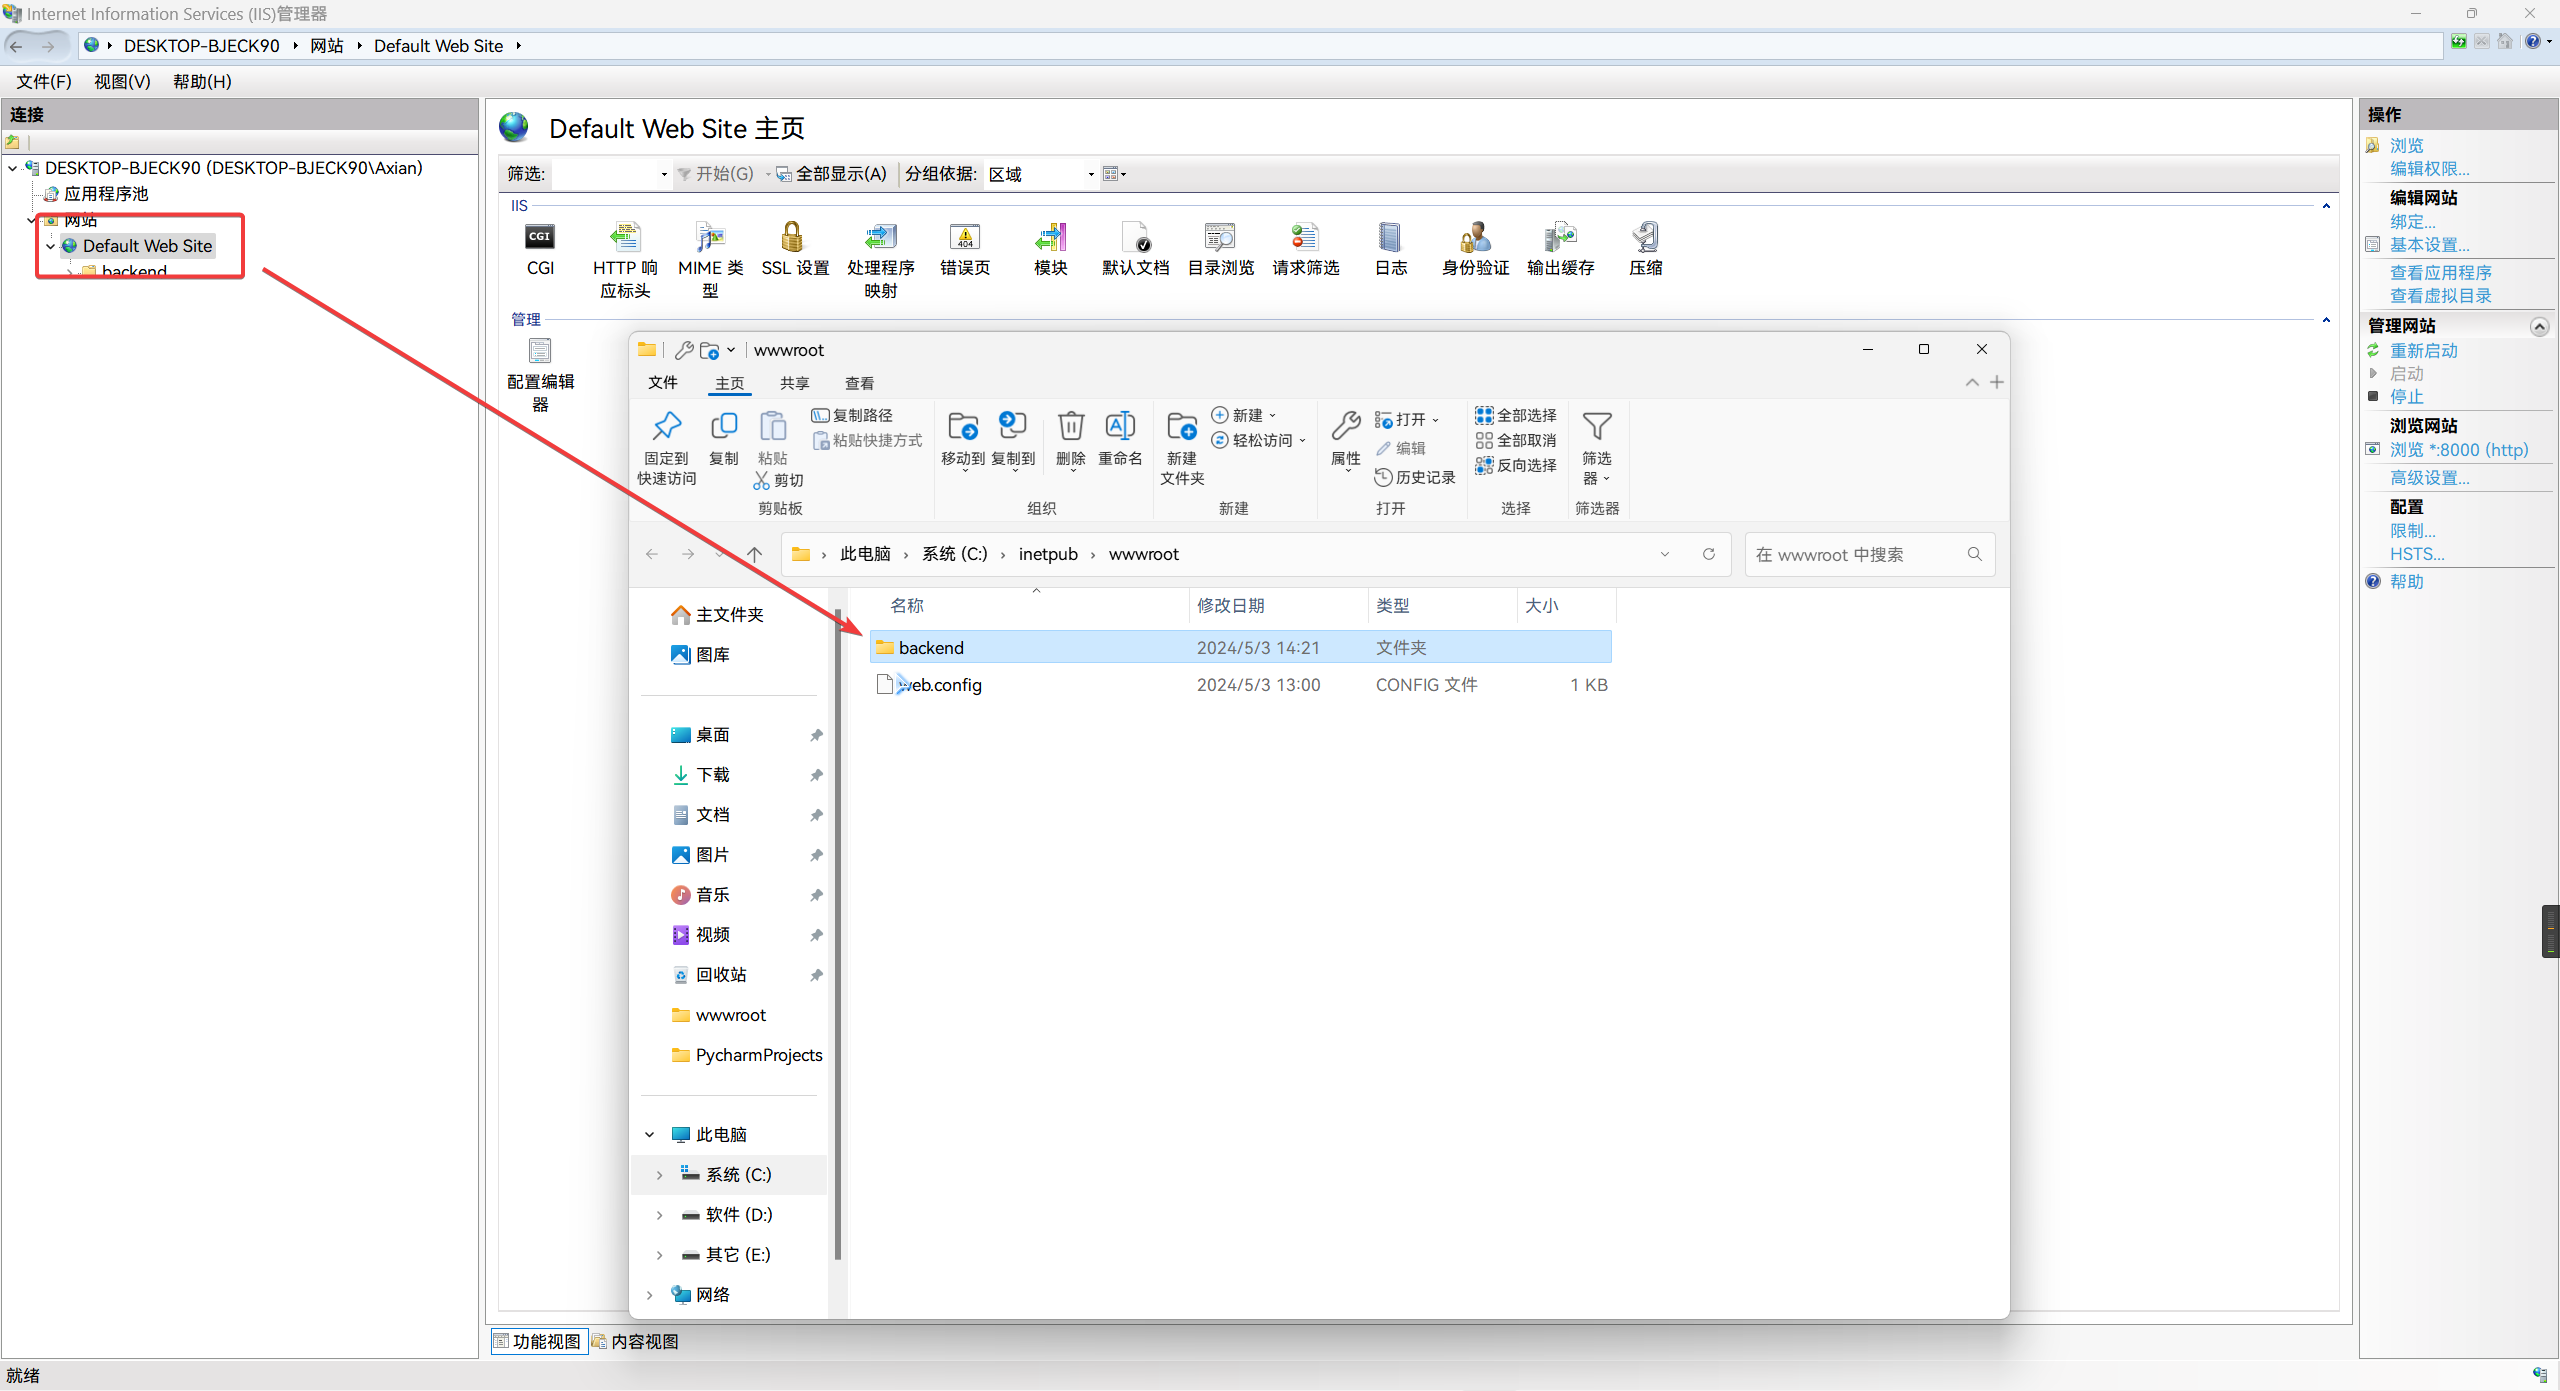 Internet Information Services (IIS)管理器
DESKTOP-BJECK90
网站
Default Web Site
文件(F)
视图(V)
帮助(H)
连接
DESKTOP-BJECK90 (DESKTOP-BJECK90\Axian)
应用程序池
网站
Default Web Site
backend
Default Web Site 主页
筛选:
开始(G)
全部显示(A)
分组依据:
区域
IIS
CGI
HTTP 响应标头
MIME 类型
SSL 设置
处理程序映射
404
错误页
模块
默认文档
目录浏览
请求筛选
日志
身份验证
输出缓存
压缩
管理
配置编辑器
wwwroot
文件
主页
共享
查看
固定到快速访问
复制
粘贴
复制路径
粘贴快捷方式
剪切
剪贴板
移动到
复制到
删除
重命名
组织
新建文件夹
新建
轻松访问
新建
属性
打开
编辑
历史记录
打开
全部选择
全部取消
反向选择
选择
筛选器
筛选器
此电脑
系统 (C:)
inetpub
wwwroot
在 wwwroot 中搜索
主文件夹
图库
桌面
下载
文档
图片
音乐
视频
回收站
wwwroot
PycharmProjects
此电脑
系统 (C:)
软件 (D:)
其它 (E:)
网络
名称
修改日期
类型
大小
backend
2024/5/3 14:21
文件夹
web.config
2024/5/3 13:00
CONFIG 文件
1 KB
功能视图
内容视图
操作
浏览
编辑权限...
编辑网站
绑定...
基本设置...
查看应用程序
查看虚拟目录
管理网站
重新启动
启动
停止
浏览网站
浏览 *:8000 (http)
高级设置...
配置
限制...
HSTS...
帮助
就绪